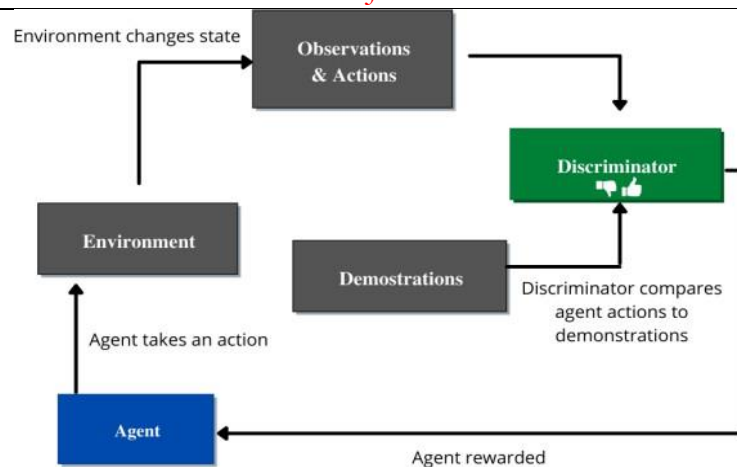 Environment changes state
Observations
& Actions
Discriminator
Environment
Demostrations
Discriminator compares
agent actions to
demonstrations
Agent takes an action
Agent
Agent rewarded